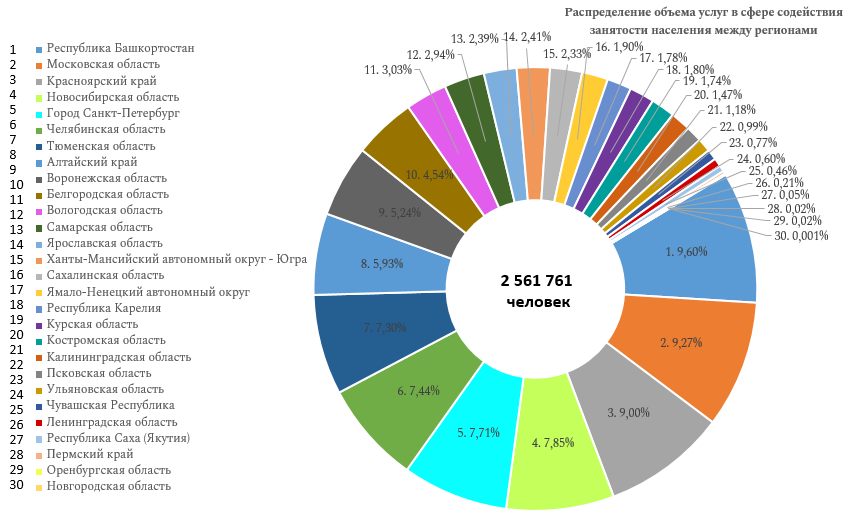 Распределение объема услуг в сфере содействия
занятости населения между регионами
1 Республика Башкортостан
2 Московская область
3 Красноярский край
4 Новосибирская область
5 Город Санкт-Петербург
6 Челябинская область
7 Тюменская область
8 Алтайский край
9 Воронежская область
10 Белгородская область
11 Вологодская область
12 Самарская область
13 Ярославская область
14 Ханты-Мансийский автономный округ - Югра
15 Сахалинская область
16 Ямало-Ненецкий автономный округ
17 Республика Карелия
18 Курская область
19 Костромская область
20 Калининградская область
21 Псковская область
22 Ульяновская область
23 Чувашская Республика
24 Ленинградская область
25 Республика Саха (Якутия)
26 Пермский край
27 Оренбургская область
28 Новгородская область
29
30
1. 9,60%
2. 9,27%
3. 9,00%
4. 7,85%
5. 7,71%
6. 7,44%
7. 7,30%
8. 5,93%
9. 5,24%
10. 4,54%
11. 3,03%
12. 2,94%
13. 2,39%
14. 2,41%
15. 2,33%
16. 1,90%
17. 1,78%
18. 1,80%
19. 1,74%
20. 1,47%
21. 1,18%
22. 0,99%
23. 0,77%
24. 0,60%
25. 0,46%
26. 0,21%
27. 0,05%
28. 0,02%
29. 0,02%
30. 0,001%
2 561 761
человек